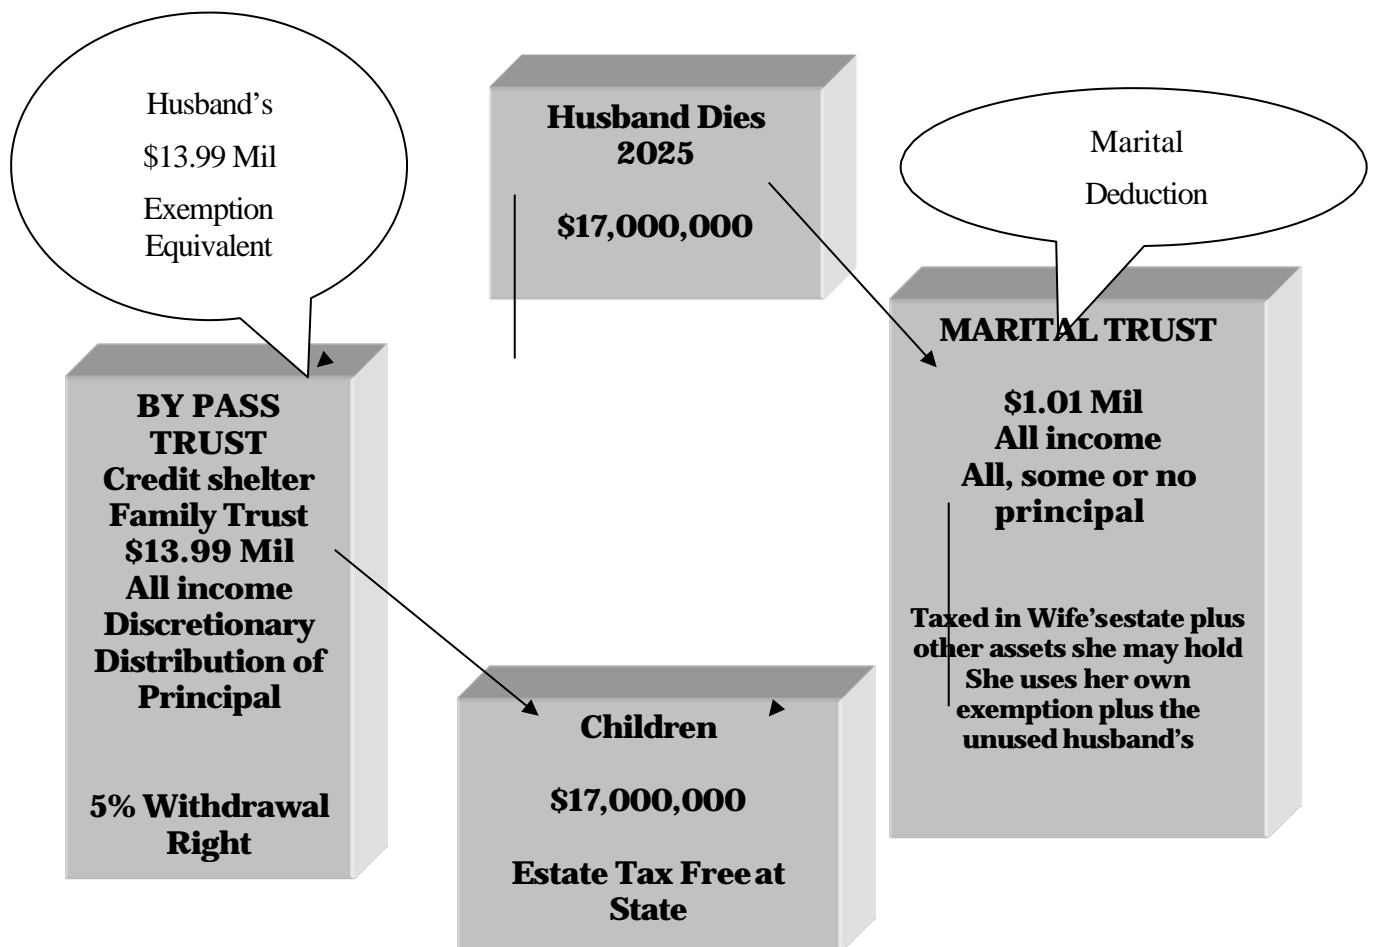 Husband’s
$13.99 Mil
Exemption
Equivalent
Husband Dies
2025
$17,000,000
Marital
Deduction
BY PASS
TRUST
Credit shelter
Family Trust
$13.99 Mil
All income
Discretionary
Distribution of
Principal
5% Withdrawal
Right
MARITAL TRUST
$1.01 Mil
All income
All, some or no
principal
Taxed in Wife’sestate plus
other assets she may hold
She uses her own
exemption plus the
unused husband’s
Children
$17,000,000
Estate Tax Free at
State